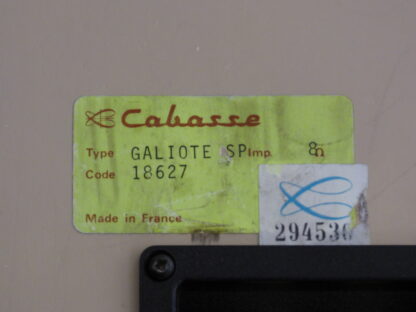 Cabasse
Type GALIOTE SP Imp. 8Ω
Code 18627
Made in France
294536